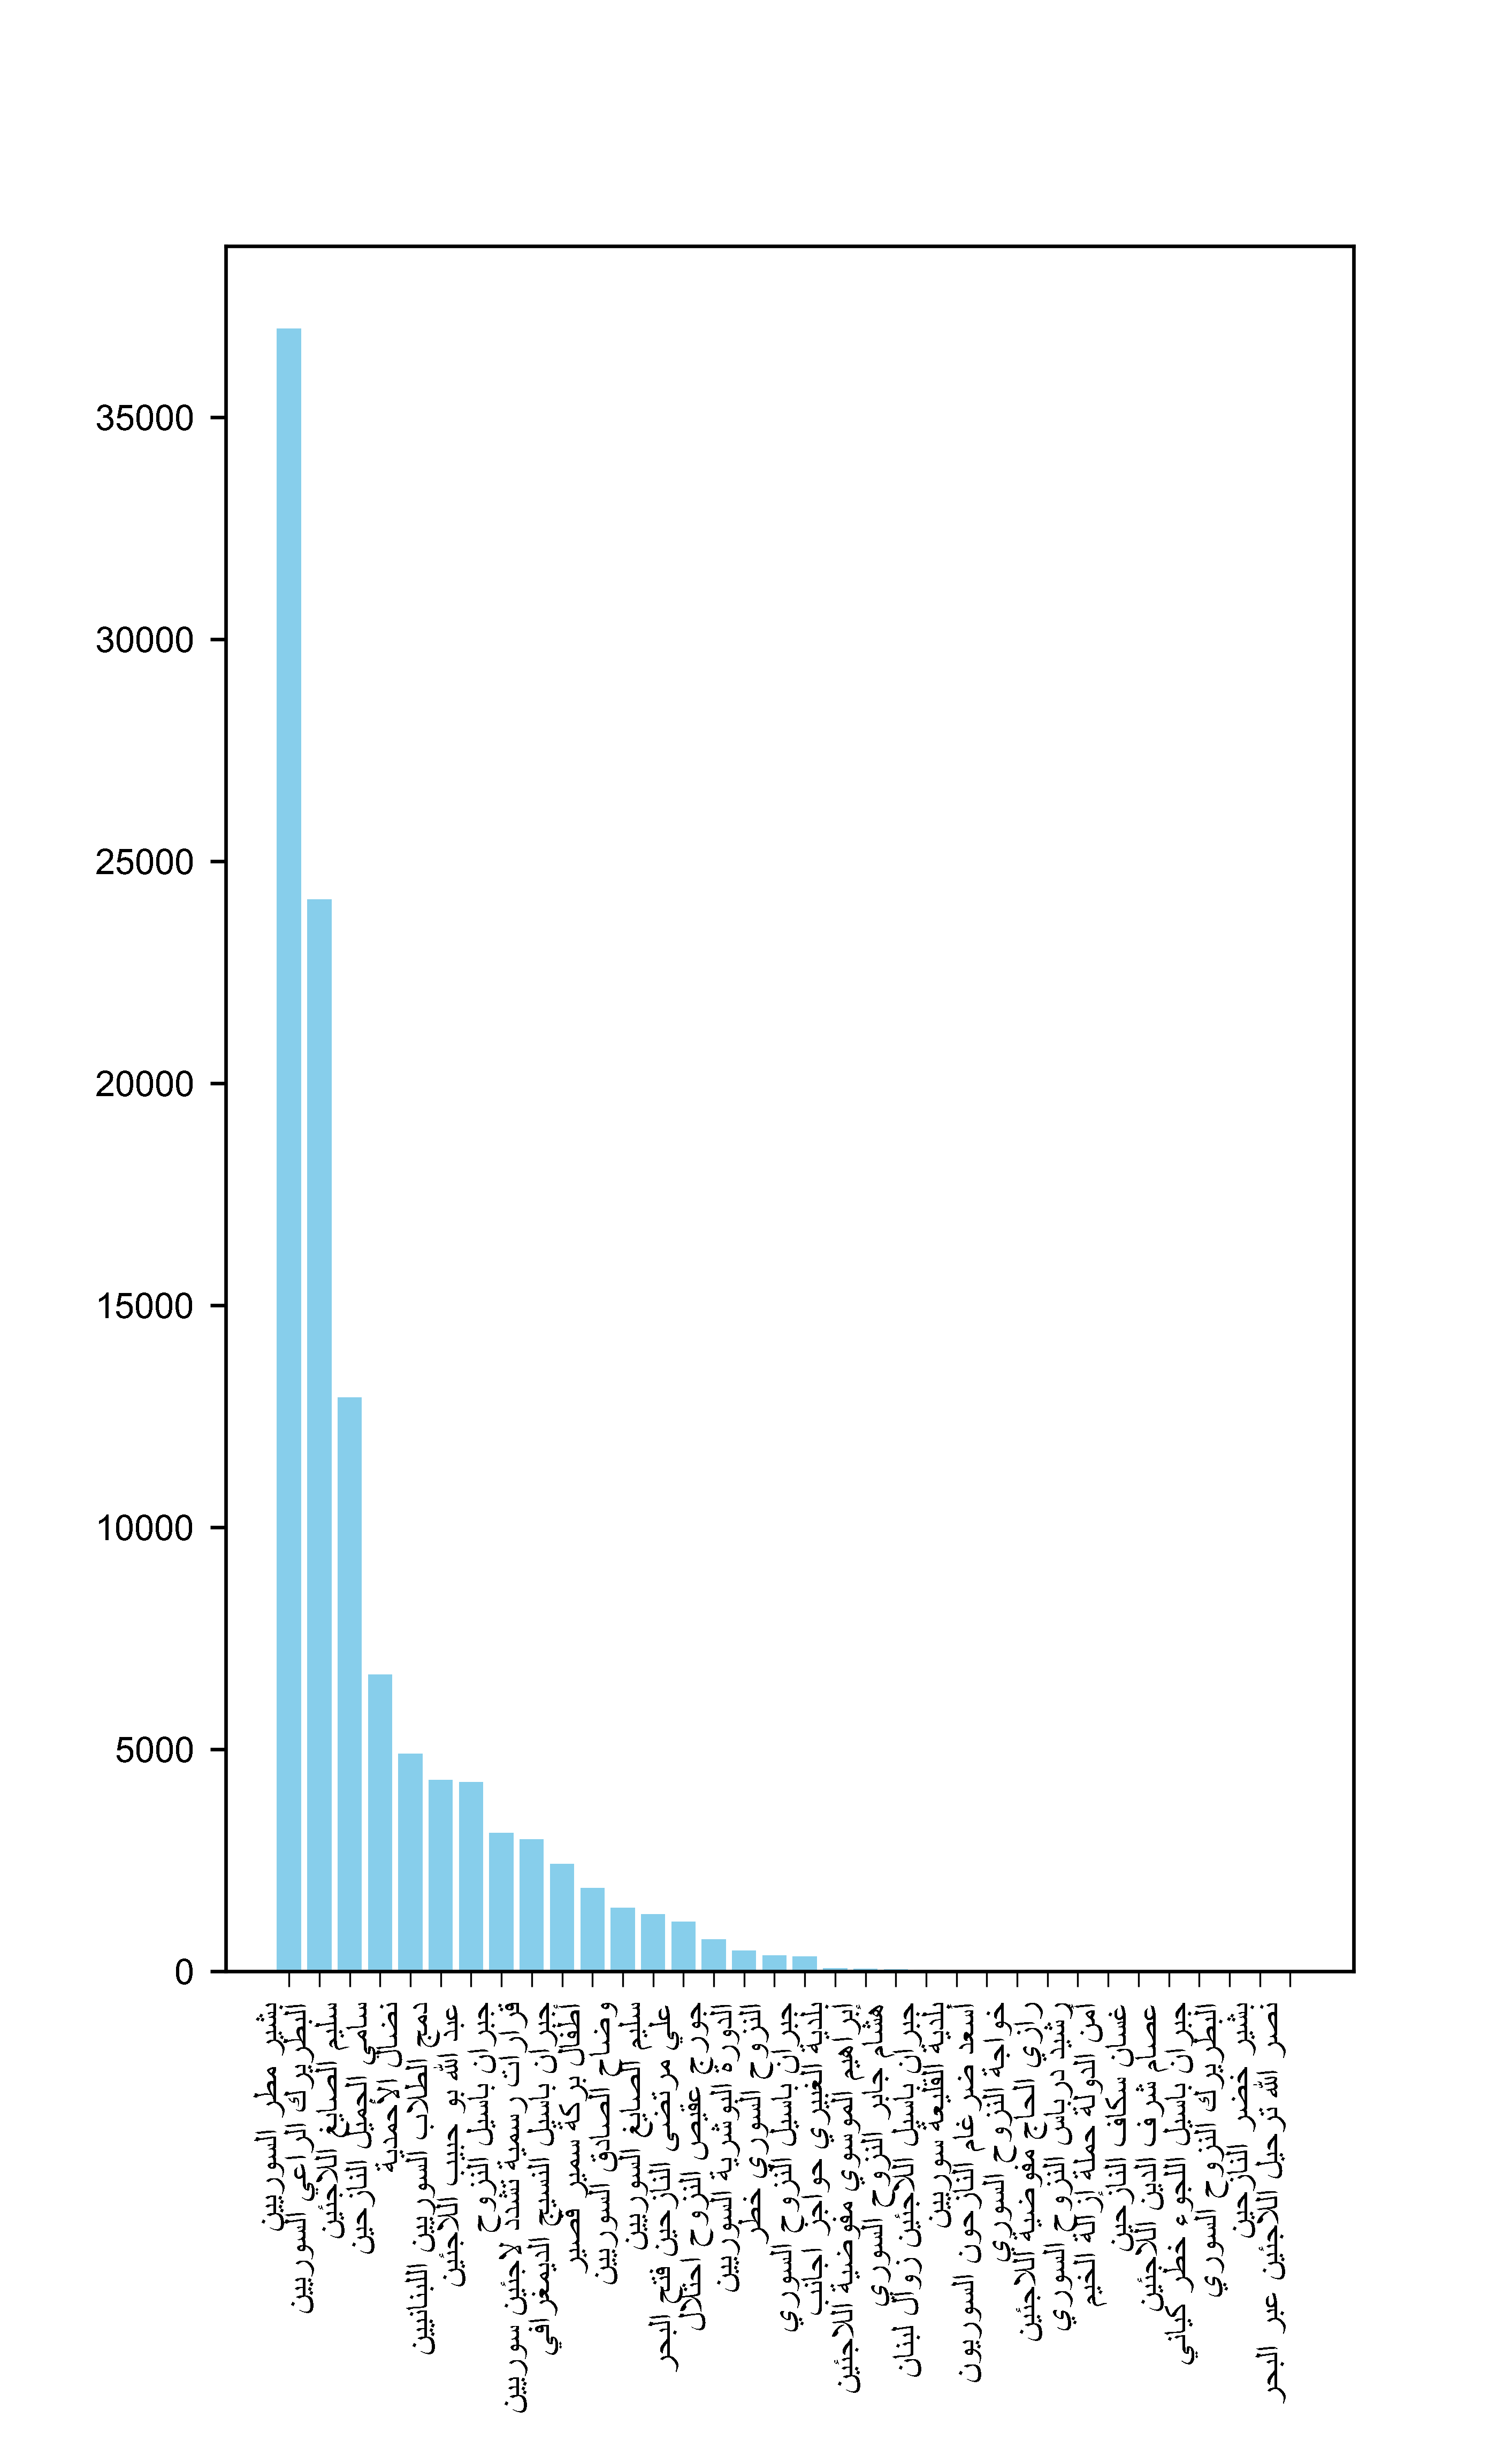 35000
30000
25000
20000
15000
10000
5000
0
بشير مطر السوريين
البطريرك الراعي السوريين
سليم الصايغ اللاجئين
سامي الجميل النازحين
نضال الأحمدية
دمج الطلاب السوريين اللبنانيين
عبد الله بو حبيب اللاجئين
جبران باسيل النزوح
قرارات رسمية تشدد لاجئين سوريين
جبران باسيل النسيج الديمغرافي
أطفال بركة سمير قصير
وضاح الصادق السوريين
سليم الصايغ السوريين
علي مرتضى النازحين فتح البحر
جورج عقيص النزوح احتلال
الدورة البوشرية السوريين
النزوح السوري خطر
جبران باسيل النزوح السوري
بلدية الغبيري حواجز اجانب
إبراهيم الموسوي مفوضية اللاجئين
هشام جابر النزوح السوري
جبران باسيل اللاجئين زوال لبنان
بلدية القليعة سوريين
أسعد ضرغام النازحون السوريون
خواجة النزوح السوري
رازي الحاج مفوضية اللاجئين
رشيد درباس النزوح السوري
أمن الدولة حملة إزالة الخيم
غسان سكاف النازحين
عصام شرف الدين اللاجئين
جبران باسيل اللجوء خطر كياني
البطريرك النزوح السوري
بشير خضر النازحين
نصر الله ترحيل اللاجئين عبر البحر